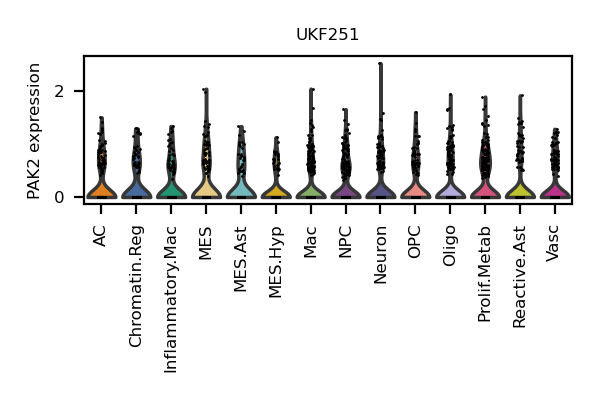 UKF251
PAK2 expression
2
0
AC
Chromatin.Reg
Inflammatory.Mac
MES
MES.Ast
MES.Hyp
Mac
NPC
Neuron
OPC
Oligo
Prolif.Metab
Reactive.Ast
Vasc